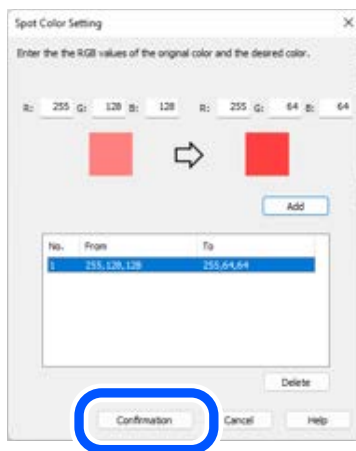 Spot Color Setting
Enter the the RGB values of the original color and the desired color.
R: 255 G: 128 B: 128 R: 255 G: 64 B: 64
Add
No. From To
1 255,128,128 255,64,64
Delete
Confirmation Cancel Help